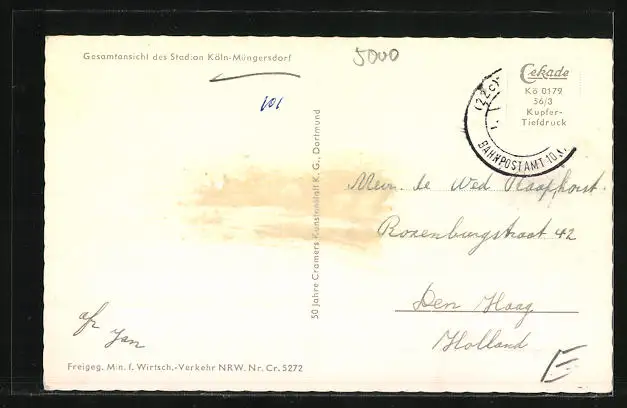 Gesamtansicht des Stadion Köln-Müngersdorf
5000
101
Cekade
Kö 0179
56/3
Kupfer-
Tiefdruck
(22c)
BAHNPOSTAMT 10 K.
50 Jahre Cramers Kunstanstalt K. G., Dortmund
de Wed
Rozenburgstraat 42
Den Haag
Holland
Jan
Freigeg. Min. f. Wirtsch.-Verkehr NRW. Nr. Cr. 5272